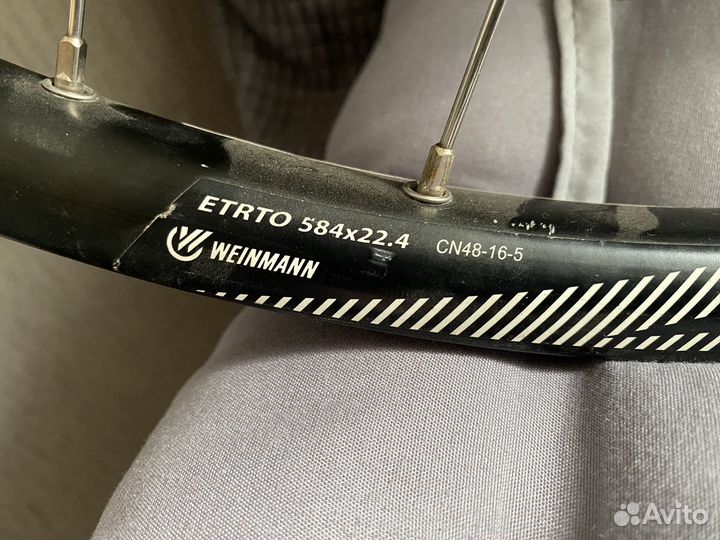 ETRTO 584x22.4 CN48-16-5
WEINMANN
Avito